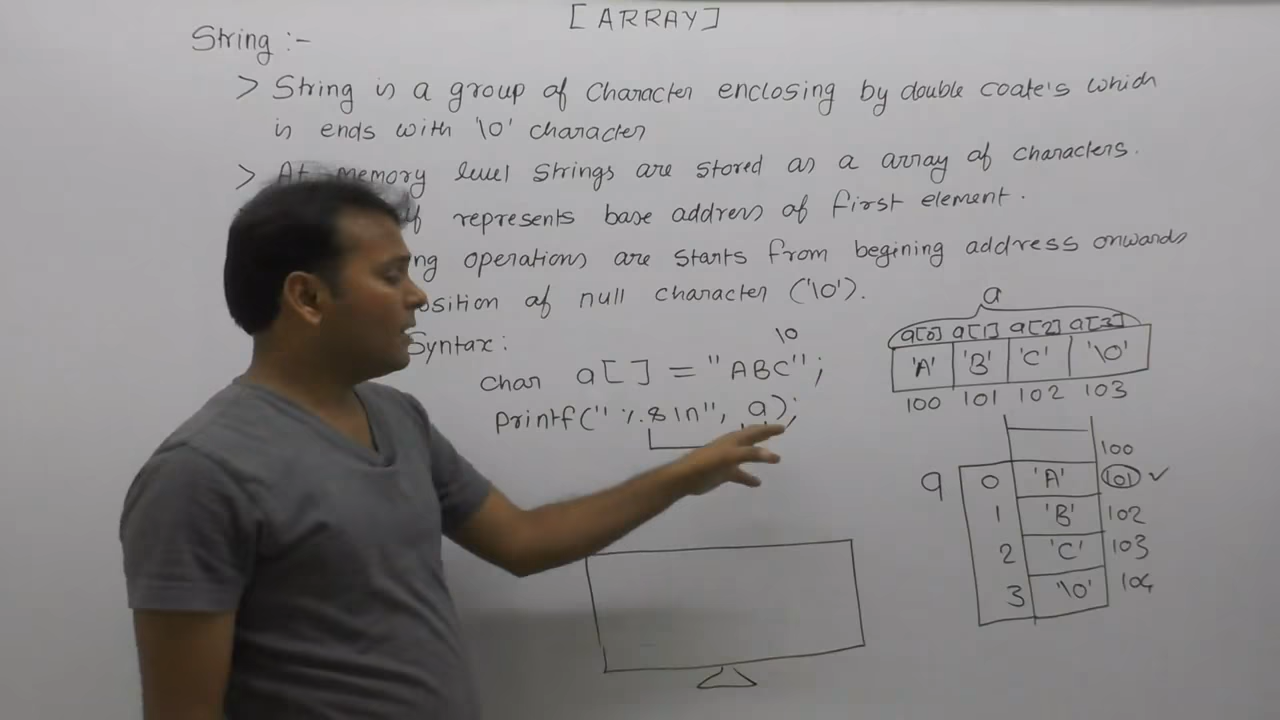 [ARRAY]
String :-
> String is a group of character enclosing by double coate's which
is ends with '\0' character
> At memory level strings are stored as a array of characters.
represents base address of first element.
operations are starts from begining address onwards
of null character ('\0').
Syntax:
\0
char a[ ] = "ABC";
printf("%s\n", a);
a
a[0] a[1] a[2] a[3]
'A' 'B' 'C' '\0'
100 101 102 103
100
a 0 'A' 101 ✓
1 'B' 102
2 'C' 103
3 '\0' 104